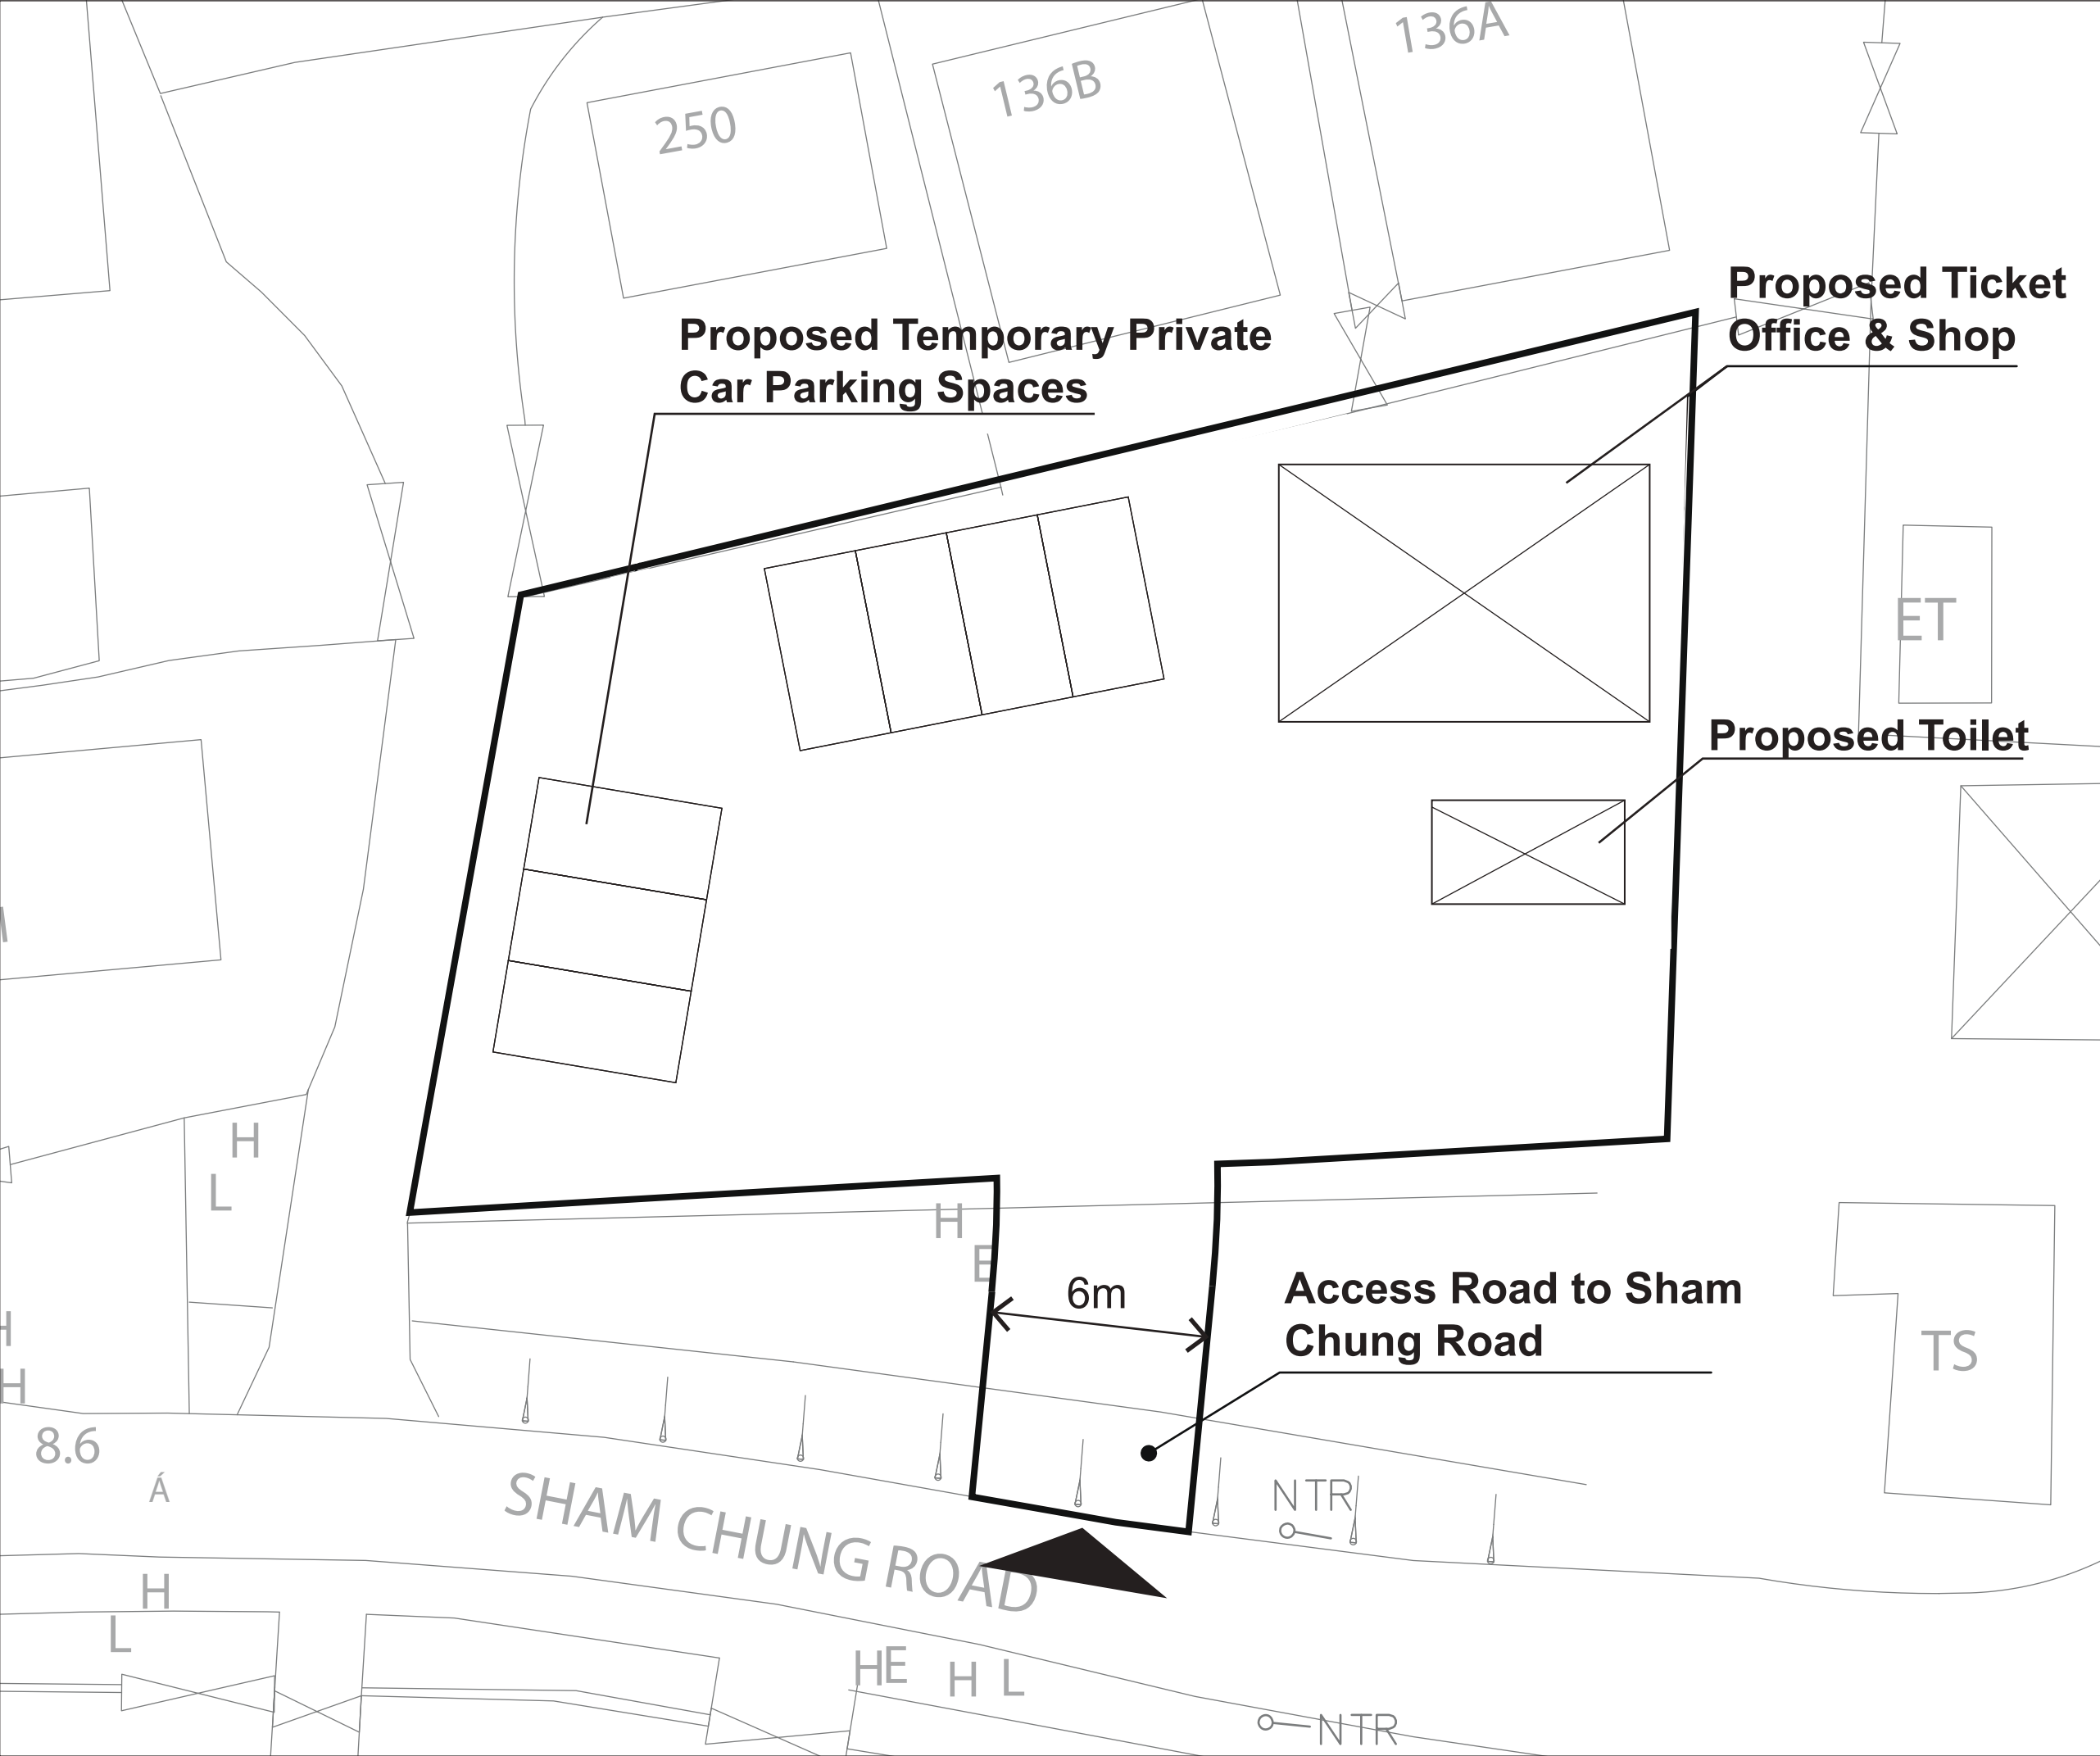 136A
136B
250
Proposed Ticket
Office & Shop
Proposed Temporary Private
Car Parking Spaces
ET
Proposed Toilet
H
L
H
E
6m
Access Road to Sham
Chung Road
H
H
TS
8.6
Á
SHAM CHUNG ROAD
NTR
H
L
HE
H L
NTR